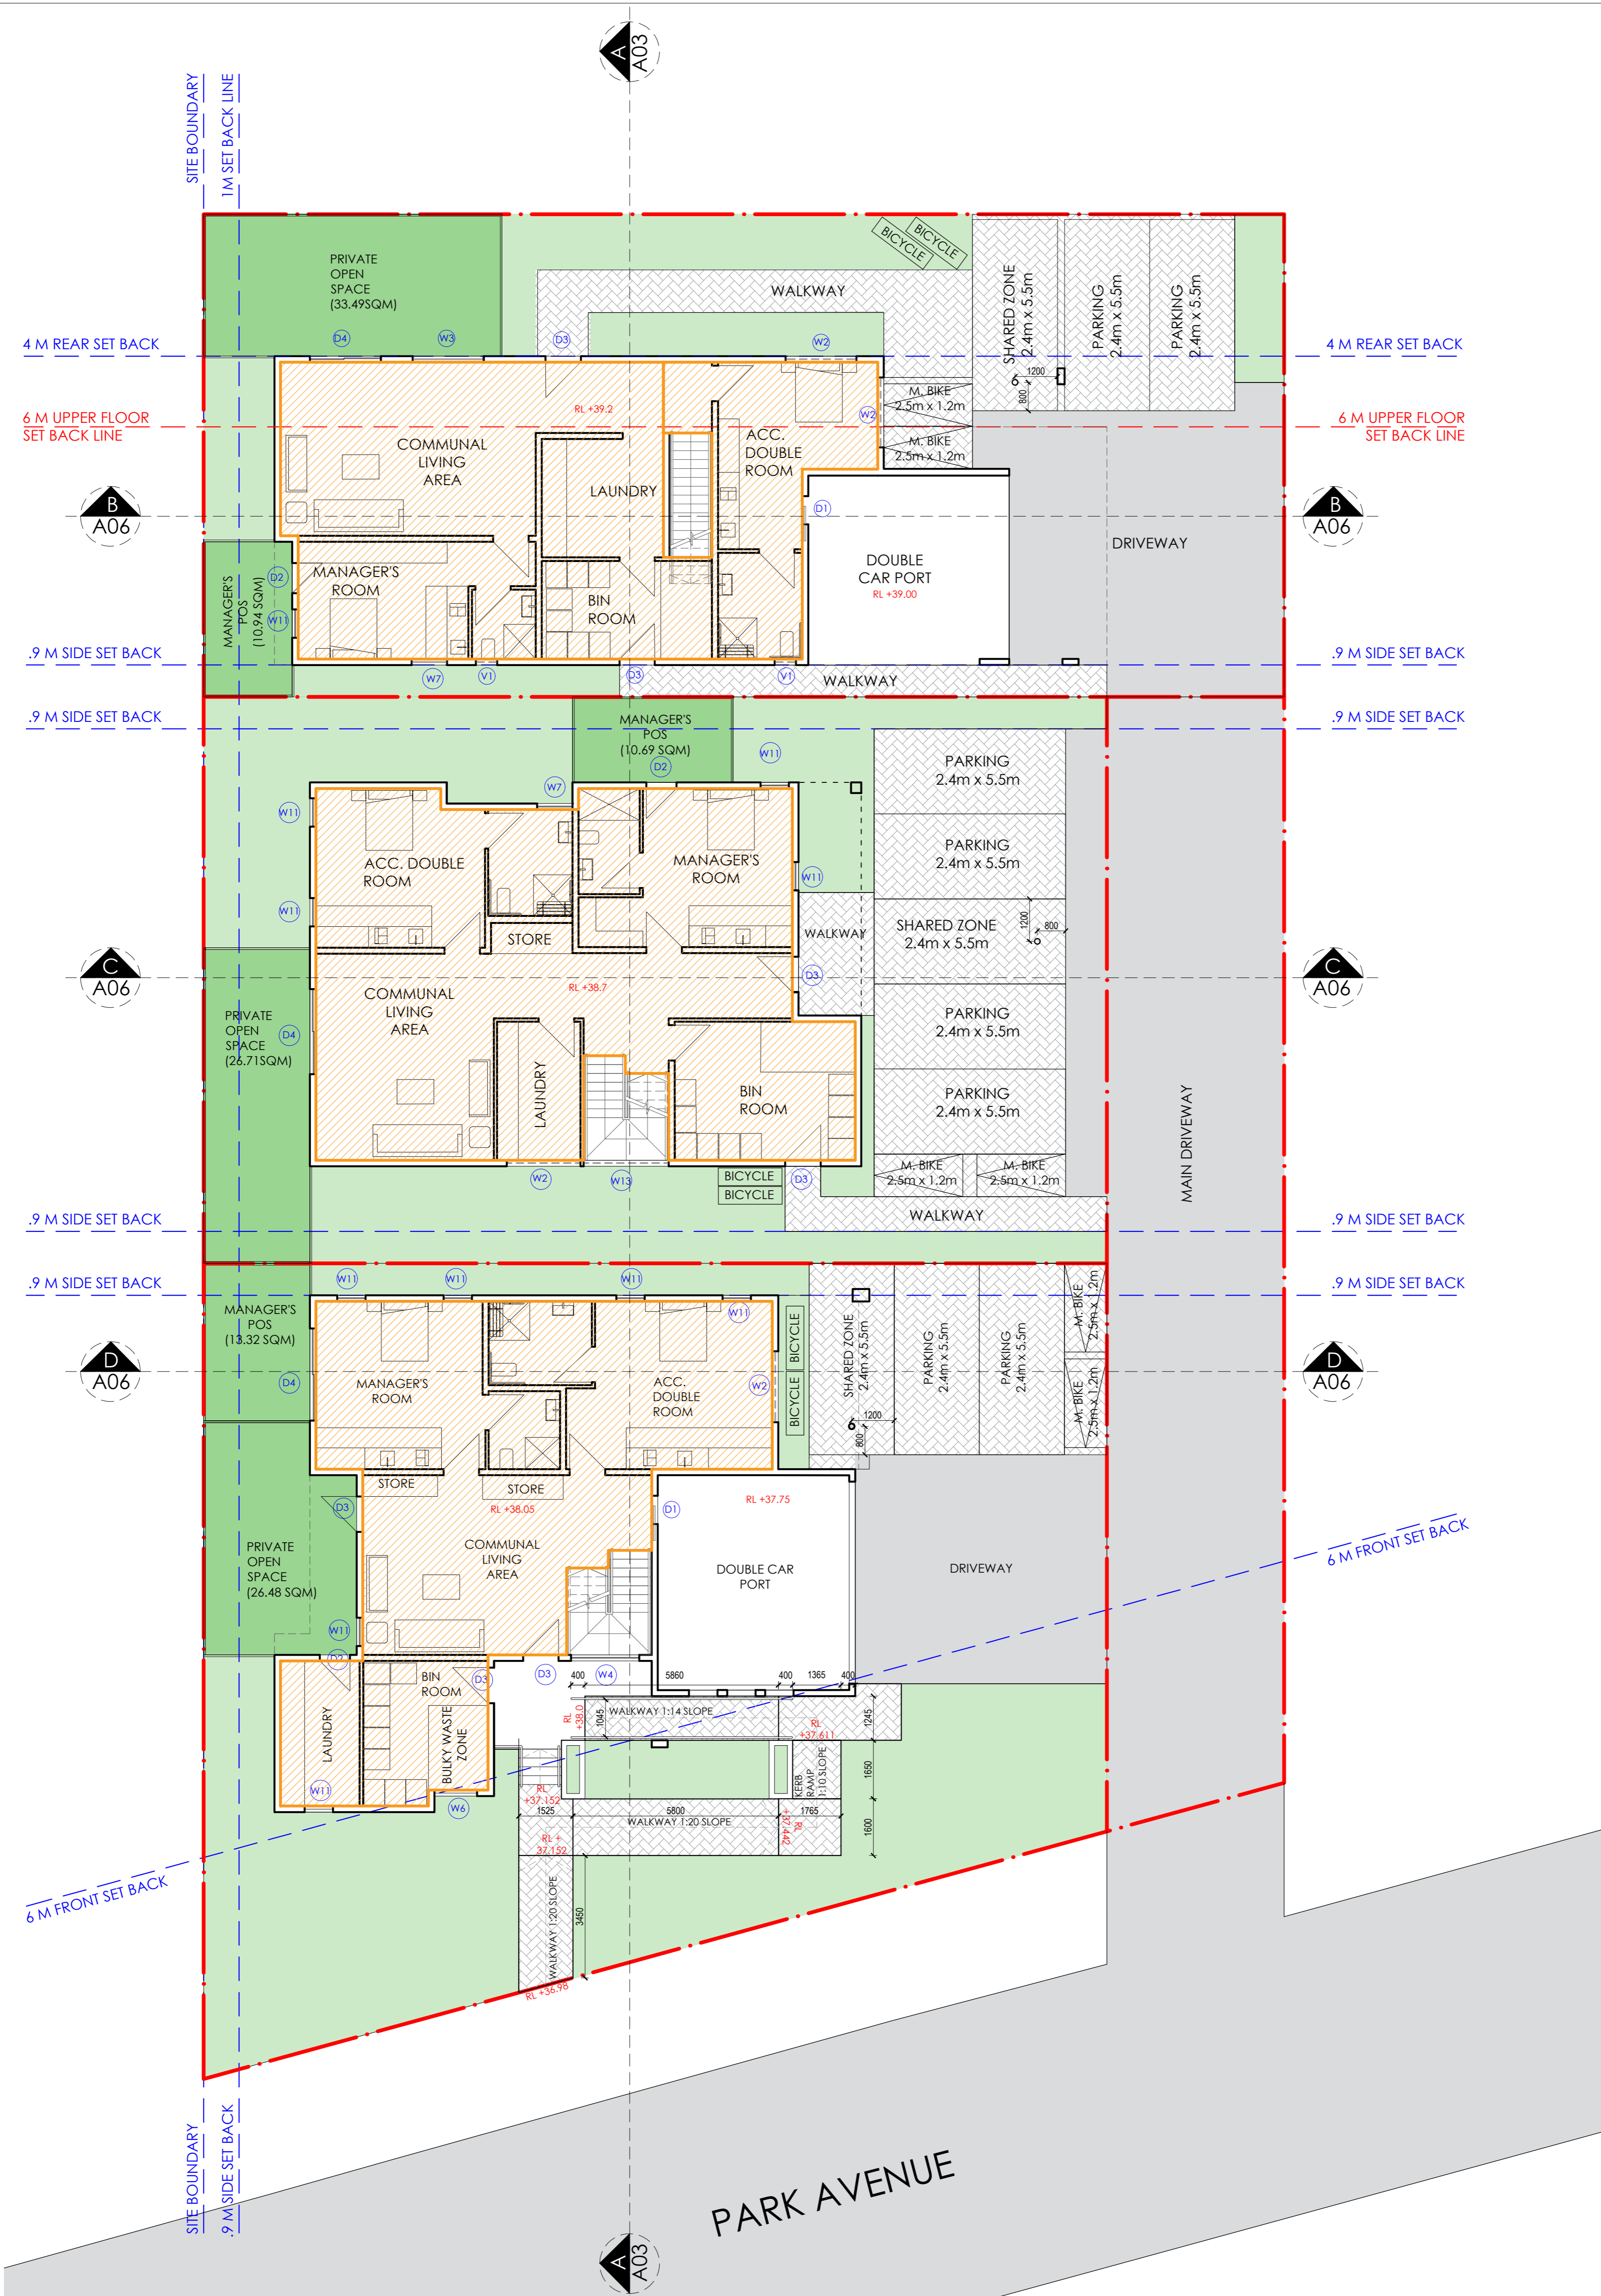 A
A03
SITE BOUNDARY
1M SET BACK LINE
PRIVATE
OPEN
SPACE
(33.49SQM)
BICYCLE
BICYCLE
WALKWAY
SHARED ZONE
2.4m x 5.5m
PARKING
2.4m x 5.5m
PARKING
2.4m x 5.5m
1200
800
4 M REAR SET BACK
4 M REAR SET BACK
D4
W3
D3
W2
6 M UPPER FLOOR
SET BACK LINE
6 M UPPER FLOOR
SET BACK LINE
RL +39.2
COMMUNAL
LIVING
AREA
LAUNDRY
ACC.
DOUBLE
ROOM
W2
M. BIKE
2.5m x 1.2m
M. BIKE
2.5m x 1.2m
B
A06
B
A06
D1
DOUBLE
CAR PORT
RL +39.00
DRIVEWAY
MANAGER'S
POS
(10.94 SQM)
D2
W11
MANAGER'S
ROOM
BIN
ROOM
.9 M SIDE SET BACK
.9 M SIDE SET BACK
W7
V1
D3
V1
WALKWAY
.9 M SIDE SET BACK
.9 M SIDE SET BACK
MANAGER'S
POS
(10.69 SQM)
D2
W11
W7
W11
ACC. DOUBLE
ROOM
MANAGER'S
ROOM
W11
W11
STORE
WALKWAY
PARKING
2.4m x 5.5m
PARKING
2.4m x 5.5m
SHARED ZONE
2.4m x 5.5m
1200
800
PARKING
2.4m x 5.5m
PARKING
2.4m x 5.5m
C
A06
C
A06
D3
RL +38.7
COMMUNAL
LIVING
AREA
PRIVATE
OPEN
SPACE
(26.71SQM)
D4
LAUNDRY
BIN
ROOM
MAIN DRIVEWAY
W2
W13
BICYCLE
BICYCLE
D3
M. BIKE
2.5m x 1.2m
M. BIKE
2.5m x 1.2m
WALKWAY
.9 M SIDE SET BACK
.9 M SIDE SET BACK
.9 M SIDE SET BACK
.9 M SIDE SET BACK
W11
W11
W11
W11
MANAGER'S
POS
(13.32 SQM)
D
A06
D
A06
D4
MANAGER'S
ROOM
ACC.
DOUBLE
ROOM
W2
BICYCLE
BICYCLE
SHARED ZONE
2.4m x 5.5m
PARKING
2.4m x 5.5m
PARKING
2.4m x 5.5m
M. BIKE
2.5m x 1.2m
M. BIKE
2.5m x 1.2m
1200
800
STORE
STORE
RL +38.05
D3
D1
RL +37.75
COMMUNAL
LIVING
AREA
DOUBLE CAR
PORT
DRIVEWAY
6 M FRONT SET BACK
PRIVATE
OPEN
SPACE
(26.48 SQM)
W11
D3
D3
W4
BIN
ROOM
LAUNDRY
BULKY WASTE
ZONE
W11
W6
400
5860
400
1365
400
RL
+38.0
1045
WALKWAY 1:14 SLOPE
RL
+37.611
1245
1650
1600
KERB
RAMP
1:10 SLOPE
RL
+37.152
1525
5800
1765
WALKWAY 1:20 SLOPE
RL
+37.442
RL +
37.152
WALKWAY 1:20 SLOPE
3450
RL +36.98
6 M FRONT SET BACK
SITE BOUNDARY
.9 M SIDE SET BACK
PARK AVENUE
A
A03